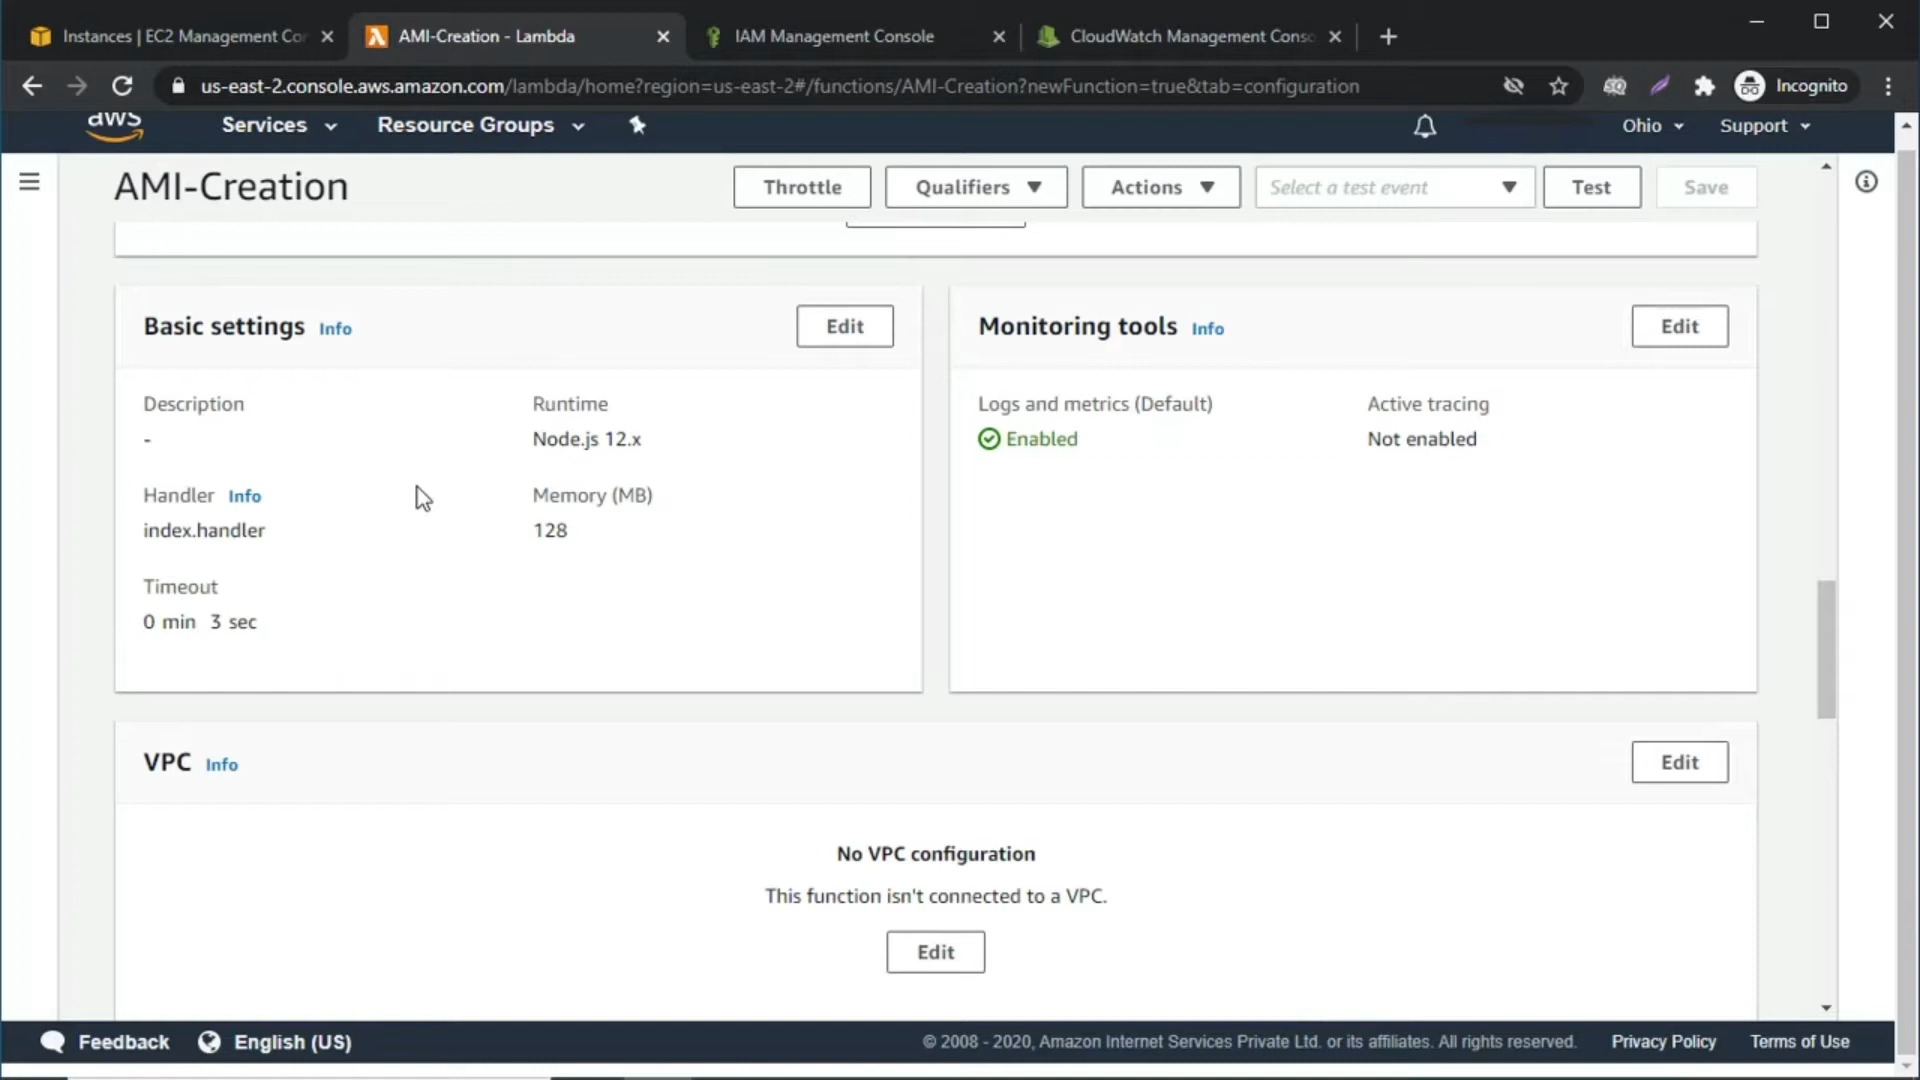 Instances | EC2 Management Co
AMI-Creation - Lambda
IAM Management Console
CloudWatch Management Conso
us-east-2.console.aws.amazon.com/lambda/home?region=us-east-2#/functions/AMI-Creation?newFunction=true&tab=configuration
Incognito
aws
Services
Resource Groups
Ohio
Support
AMI-Creation
Throttle
Qualifiers
Actions
Select a test event
Test
Save
Basic settings Info
Edit
Monitoring tools Info
Edit
Description
Runtime
Logs and metrics (Default)
Active tracing
-
Node.js 12.x
Enabled
Not enabled
Handler Info
Memory (MB)
index.handler
128
Timeout
0 min 3 sec
VPC Info
Edit
No VPC configuration
This function isn't connected to a VPC.
Edit
Feedback
English (US)
© 2008 - 2020, Amazon Internet Services Private Ltd. or its affiliates. All rights reserved.
Privacy Policy
Terms of Use